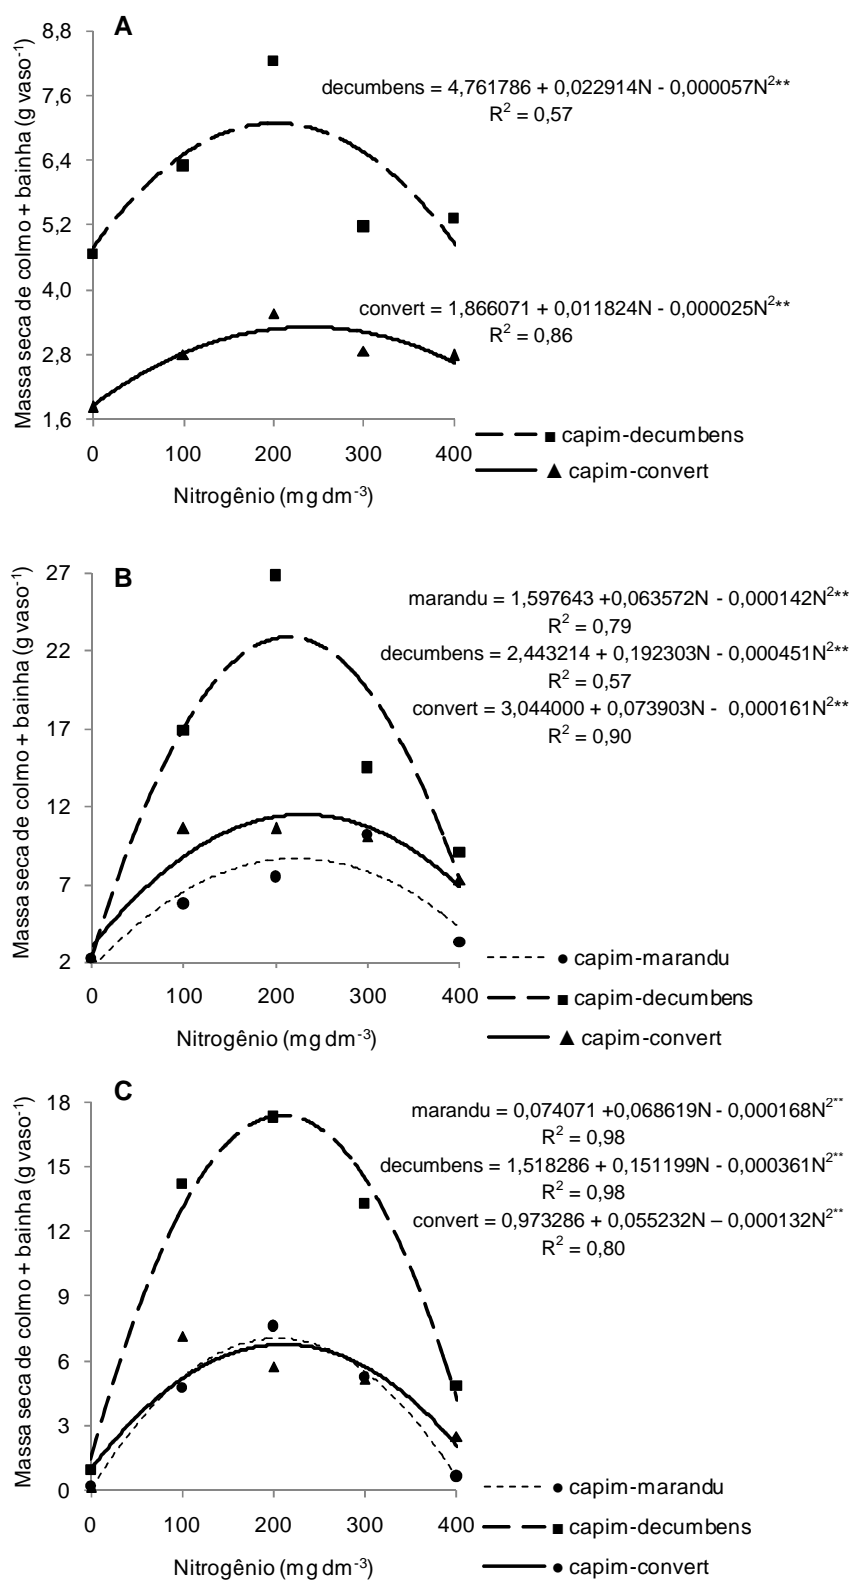 A
Massa seca de colmo + bainha (g vaso⁻¹)
8,8
7,6
6,4
5,2
4,0
2,8
1,6
decumbens = 4,761786 + 0,022914N - 0,000057N²**
R² = 0,57
convert = 1,866071 + 0,011824N - 0,000025N²**
R² = 0,86
0 100 200 300 400
Nitrogênio (mg dm⁻³)
capim-decumbens
capim-convert
B
Massa seca de colmo + bainha (g vaso⁻¹)
27
22
17
12
7
2
marandu = 1,597643 +0,063572N - 0,000142N²**
R² = 0,79
decumbens = 2,443214 + 0,192303N - 0,000451N²**
R² = 0,57
convert = 3,044000 + 0,073903N - 0,000161N²**
R² = 0,90
0 100 200 300 400
Nitrogênio (mg dm⁻³)
capim-marandu
capim-decumbens
capim-convert
C
Massa seca de colmo + bainha (g vaso⁻¹)
18
15
12
9
6
3
0
marandu = 0,074071 +0,068619N - 0,000168N²**
R² = 0,98
decumbens = 1,518286 + 0,151199N - 0,000361N²**
R² = 0,98
convert = 0,973286 + 0,055232N – 0,000132N²**
R² = 0,80
0 100 200 300 400
Nitrogênio (mg dm⁻³)
capim-marandu
capim-decumbens
capim-convert